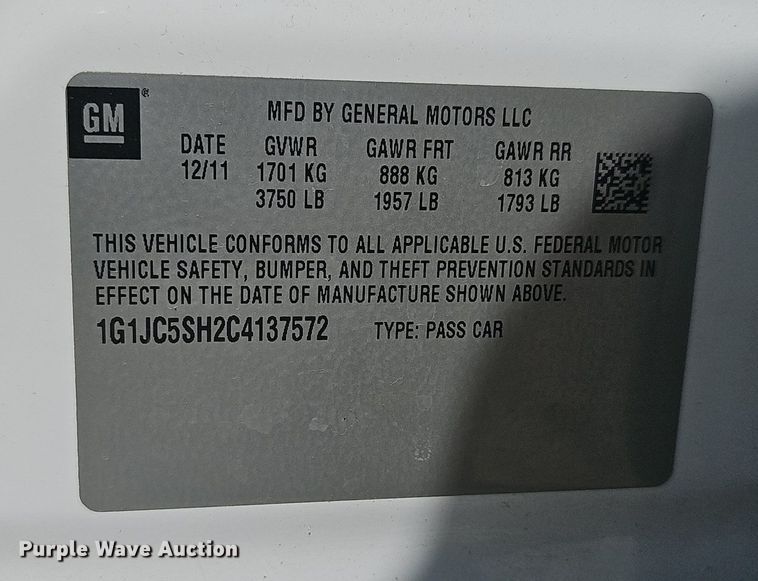 GM®
MFD BY GENERAL MOTORS LLC
DATE GVWR GAWR FRT GAWR RR
12/11 1701 KG 888 KG 813 KG
3750 LB 1957 LB 1793 LB
THIS VEHICLE CONFORMS TO ALL APPLICABLE U.S. FEDERAL MOTOR
VEHICLE SAFETY, BUMPER, AND THEFT PREVENTION STANDARDS IN
EFFECT ON THE DATE OF MANUFACTURE SHOWN ABOVE.
1G1JC5SH2C4137572 TYPE: PASS CAR
Purple Wave Auction